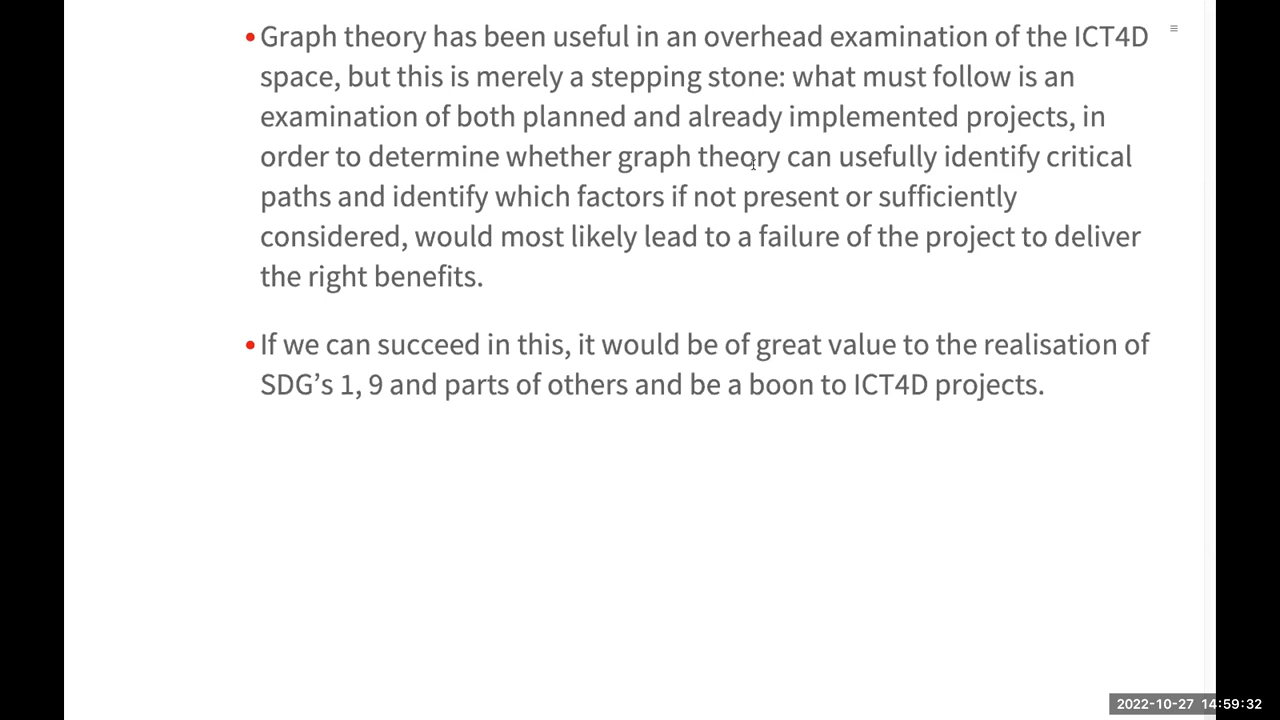 •Graph theory has been useful in an overhead examination of the ICT4D
space, but this is merely a stepping stone: what must follow is an
examination of both planned and already implemented projects, in
order to determine whether graph theory can usefully identify critical
paths and identify which factors if not present or sufficiently
considered, would most likely lead to a failure of the project to deliver
the right benefits.
•If we can succeed in this, it would be of great value to the realisation of
SDG’s 1, 9 and parts of others and be a boon to ICT4D projects.
2022-10-27 14:59:32